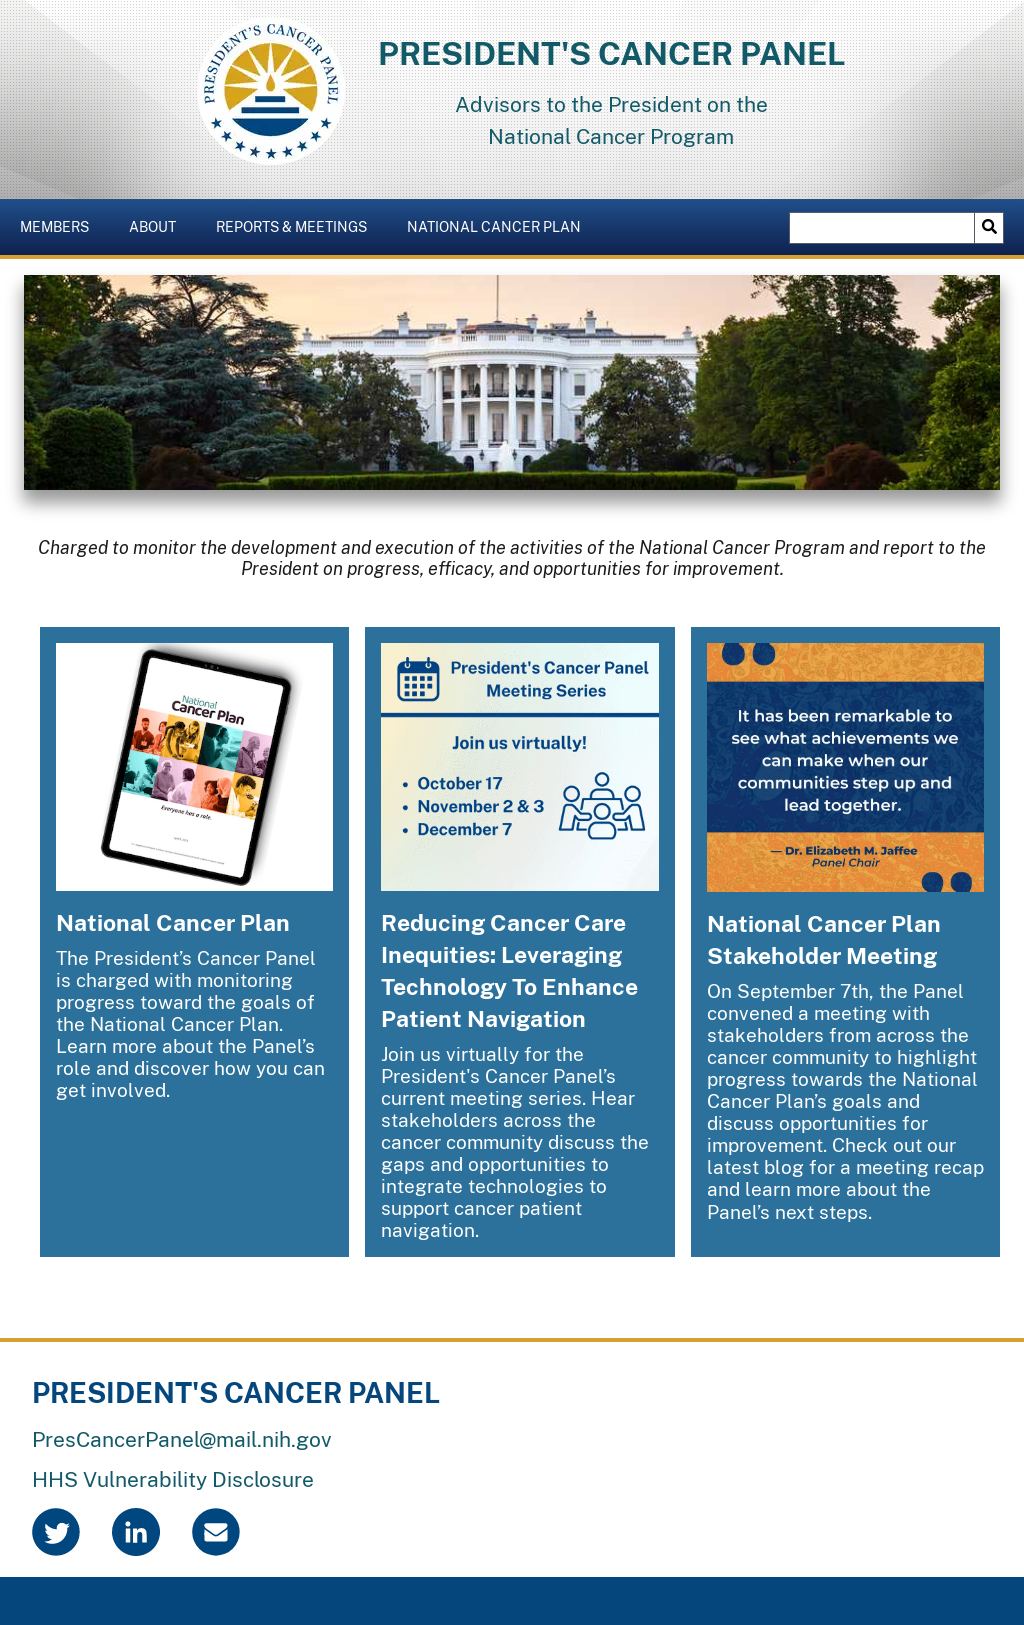 PRESIDENT'S CANCER PANEL
PRESIDENT'S CANCER PANEL
Advisors to the President on the
National Cancer Program
MEMBERS
ABOUT
REPORTS & MEETINGS
NATIONAL CANCER PLAN
Charged to monitor the development and execution of the activities of the National Cancer Program and report to the
President on progress, efficacy, and opportunities for improvement.
National
Cancer Plan
Everyone has a role.
National Cancer Plan
The President’s Cancer Panel
is charged with monitoring
progress toward the goals of
the National Cancer Plan.
Learn more about the Panel’s
role and discover how you can
get involved.
President's Cancer Panel
Meeting Series
Join us virtually!
• October 17
• November 2 & 3
• December 7
Reducing Cancer Care
Inequities: Leveraging
Technology To Enhance
Patient Navigation
Join us virtually for the
President's Cancer Panel’s
current meeting series. Hear
stakeholders across the
cancer community discuss the
gaps and opportunities to
integrate technologies to
support cancer patient
navigation.
It has been remarkable to
see what achievements we
can make when our
communities step up and
lead together.
— Dr. Elizabeth M. Jaffee
Panel Chair
National Cancer Plan
Stakeholder Meeting
On September 7th, the Panel
convened a meeting with
stakeholders from across the
cancer community to highlight
progress towards the National
Cancer Plan’s goals and
discuss opportunities for
improvement. Check out our
latest blog for a meeting recap
and learn more about the
Panel’s next steps.
PRESIDENT'S CANCER PANEL
PresCancerPanel@mail.nih.gov
HHS Vulnerability Disclosure